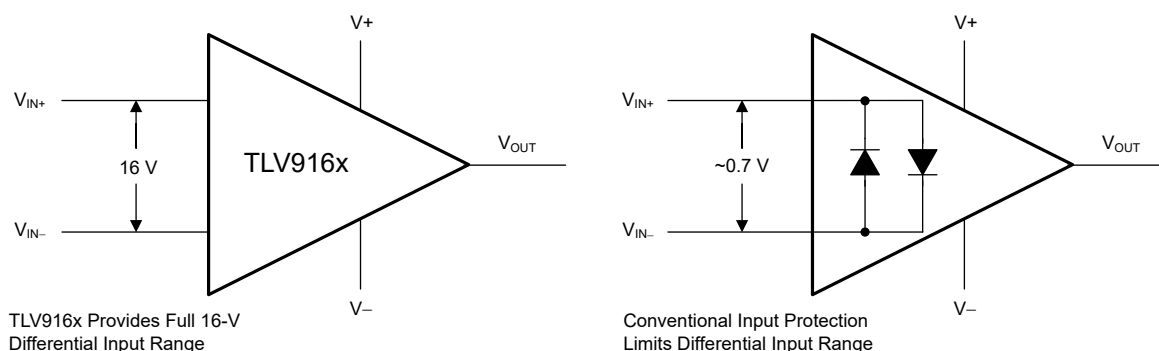 V+
VIN+
16 V
TLV916x
VOUT
VIN–
V–
TLV916x Provides Full 16-V
Differential Input Range
V+
VIN+
~0.7 V
VOUT
VIN–
V–
Conventional Input Protection
Limits Differential Input Range